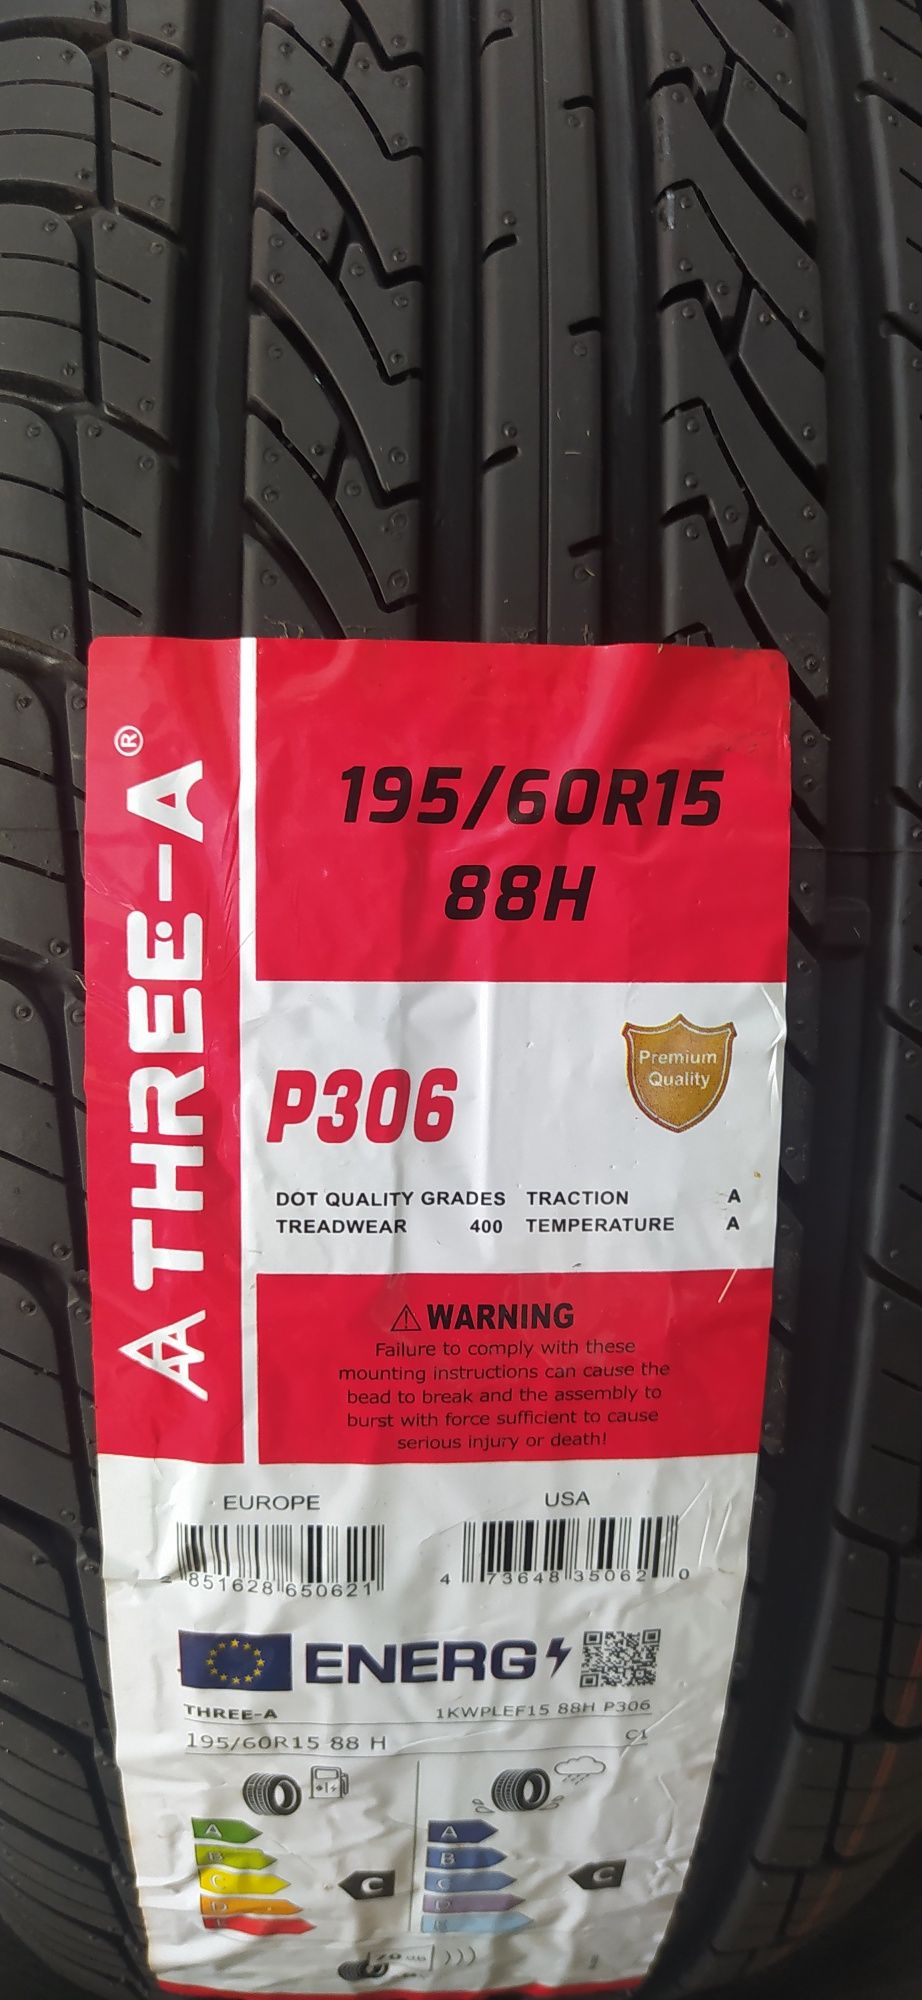 A THREE-A®
195/60R15
88H
P306
Premium
Quality
DOT QUALITY GRADES TRACTION A
TREADWEAR 400 TEMPERATURE A
WARNING
Failure to comply with these
mounting instructions can cause the
bead to break and the assembly to
burst with force sufficient to cause
serious injury or death!
EUROPE USA
2 851628 650621 4 73648 35062 0
ENERG
THREE-A 1KWPLEF15 88H P306
195/60R15 88 H C1
A A
B B
C C C C
D D
E E
70 dB